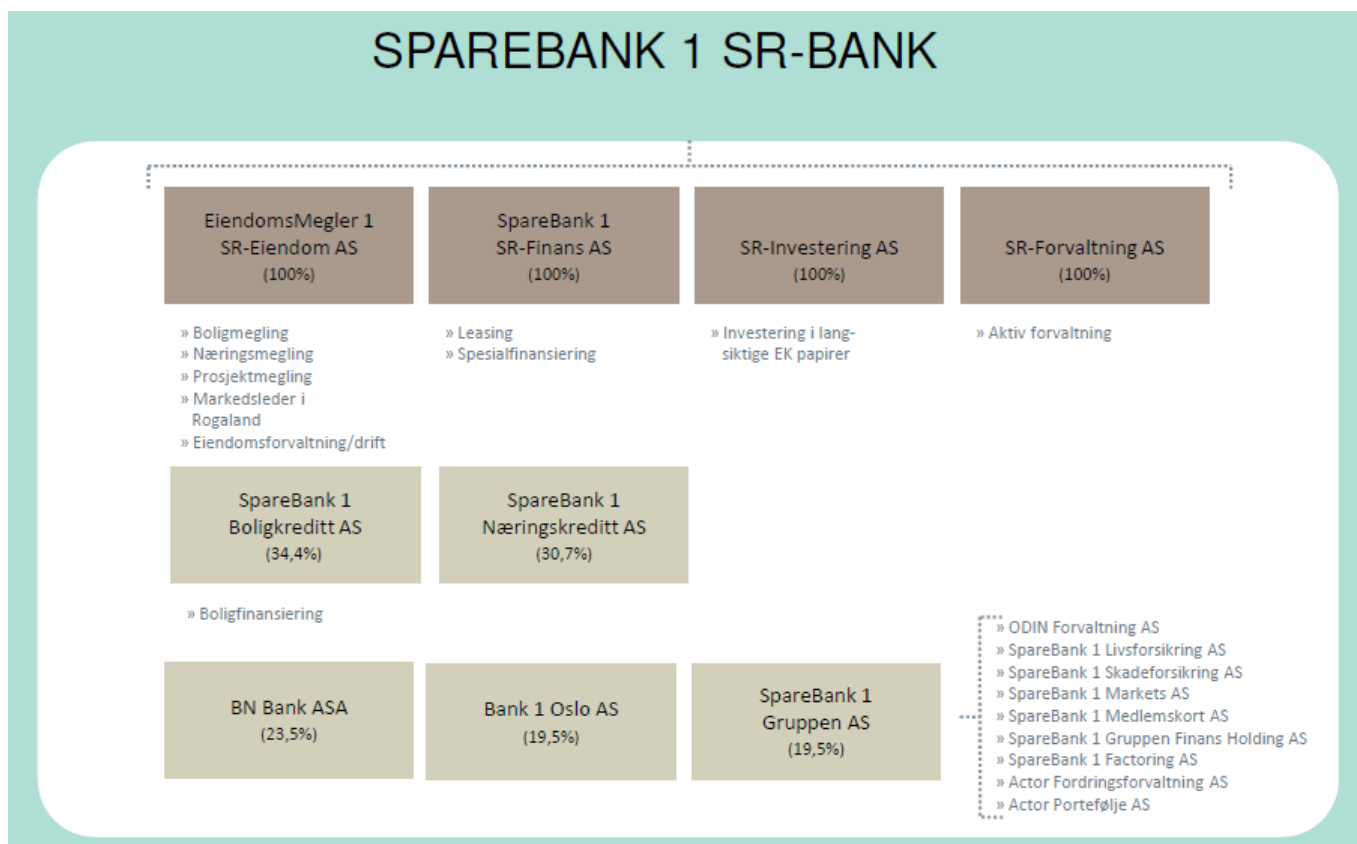 SPAREBANK 1 SR-BANK
EiendomsMegler 1
SR-Eiendom AS
(100%)
SpareBank 1
SR-Finans AS
(100%)
SR-Investering AS
(100%)
SR-Forvaltning AS
(100%)
» Boligmegling
» Næringsmegling
» Prosjektmegling
» Markedsleder i
Rogaland
» Eiendomsforvaltning/drift
» Leasing
» Spesialfinansiering
» Investering i lang-
siktige EK papirer
» Aktiv forvaltning
SpareBank 1
Boligkreditt AS
(34,4%)
SpareBank 1
Næringskreditt AS
(30,7%)
» Boligfinansiering
BN Bank ASA
(23,5%)
Bank 1 Oslo AS
(19,5%)
SpareBank 1
Gruppen AS
(19,5%)
» ODIN Forvaltning AS
» SpareBank 1 Livsforsikring AS
» SpareBank 1 Skadeforsikring AS
» SpareBank 1 Markets AS
» SpareBank 1 Medlemskort AS
» SpareBank 1 Gruppen Finans Holding AS
» SpareBank 1 Factoring AS
» Actor Fordringsforvaltning AS
» Actor Portefølje AS